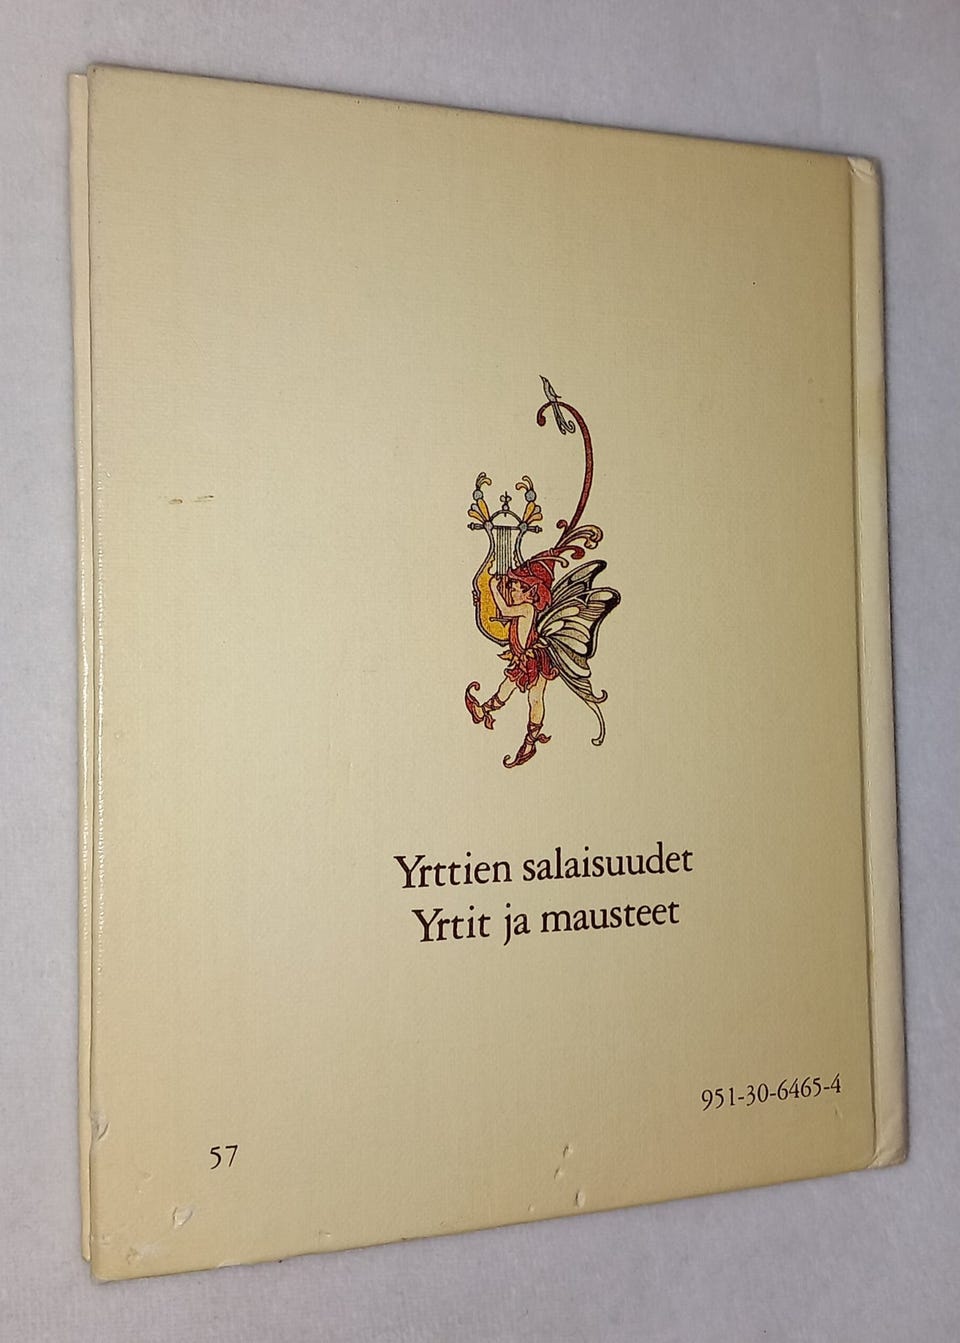 Yrttien salaisuudet
Yrtit ja mausteet
951-30-6465-4
57